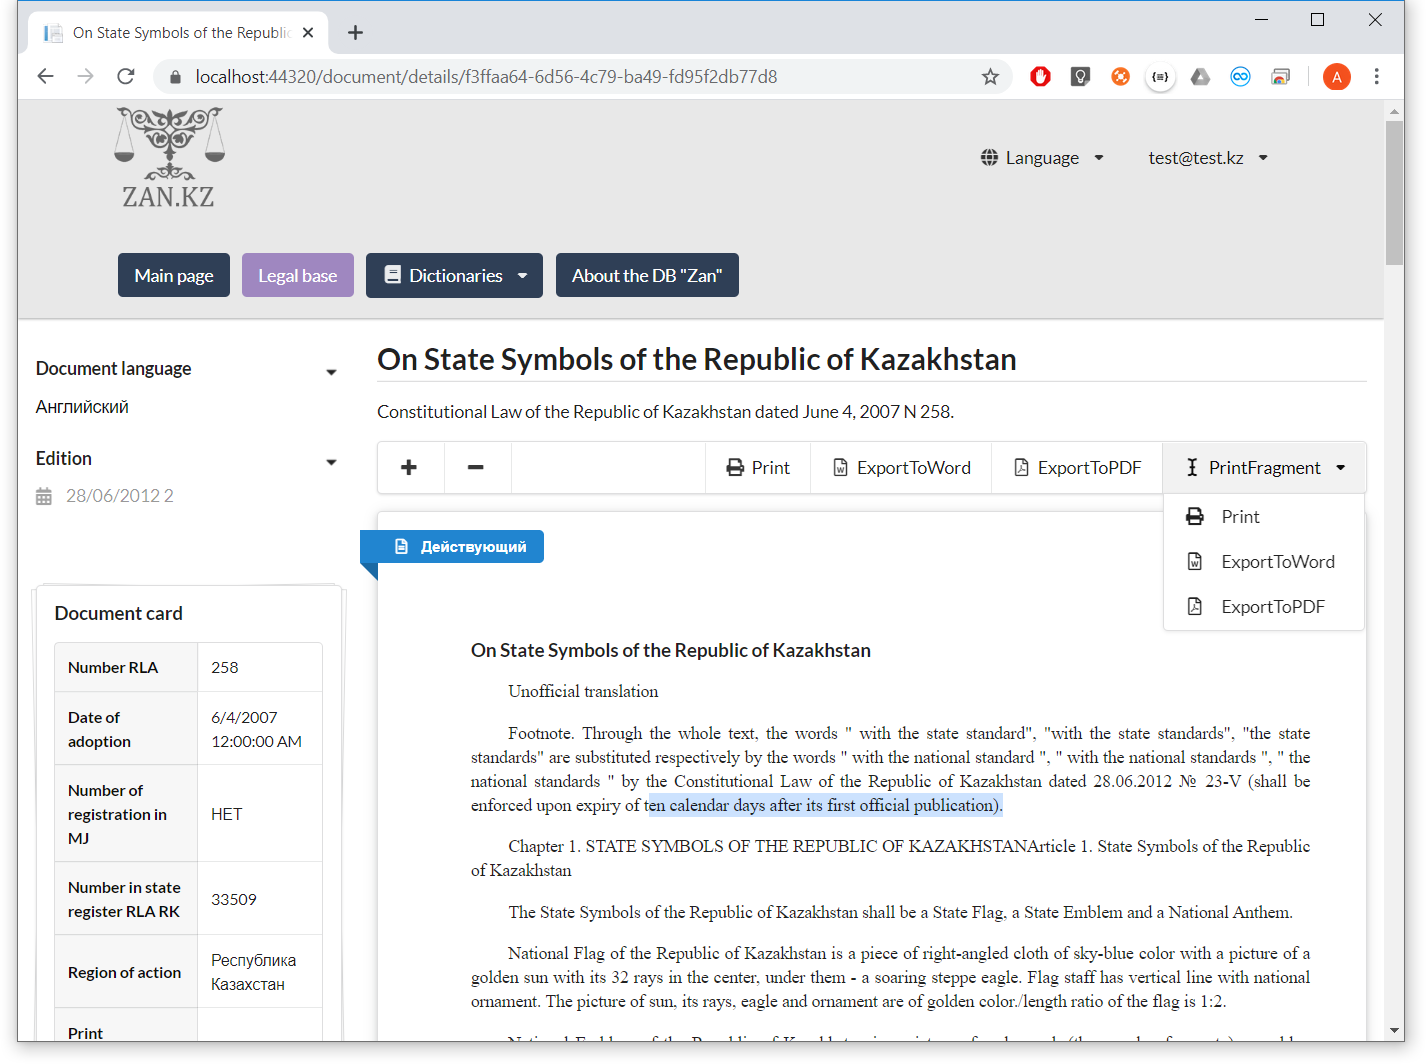 On State Symbols of the Republic
localhost:44320/document/details/f3ffaa64-6d56-4c79-ba49-fd95f2db77d8
A
ZAN.KZ
Language
test@test.kz
Main page
Legal base
Dictionaries
About the DB "Zan"
Document language
Английский
Edition
28/06/2012 2
On State Symbols of the Republic of Kazakhstan
Constitutional Law of the Republic of Kazakhstan dated June 4, 2007 N 258.
Print
ExportToWord
ExportToPDF
PrintFragment
Print
ExportToWord
ExportToPDF
Действующий
Document card
Number RLA 258
Date of adoption 6/4/2007 12:00:00 AM
Number of registration in MJ НЕТ
Number in state register RLA RK 33509
Region of action Республика Казахстан
Print
On State Symbols of the Republic of Kazakhstan
Unofficial translation
Footnote. Through the whole text, the words " with the state standard", "with the state standards", "the state
standards" are substituted respectively by the words " with the national standard ", " with the national standards ", " the
national standards " by the Constitutional Law of the Republic of Kazakhstan dated 28.06.2012 № 23-V (shall be
enforced upon expiry of ten calendar days after its first official publication).
Chapter 1. STATE SYMBOLS OF THE REPUBLIC OF KAZAKHSTANArticle 1. State Symbols of the Republic
of Kazakhstan
The State Symbols of the Republic of Kazakhstan shall be a State Flag, a State Emblem and a National Anthem.
National Flag of the Republic of Kazakhstan is a piece of right-angled cloth of sky-blue color with a picture of a
golden sun with its 32 rays in the center, under them - a soaring steppe eagle. Flag staff has vertical line with national
ornament. The picture of sun, its rays, eagle and ornament are of golden color./length ratio of the flag is 1:2.